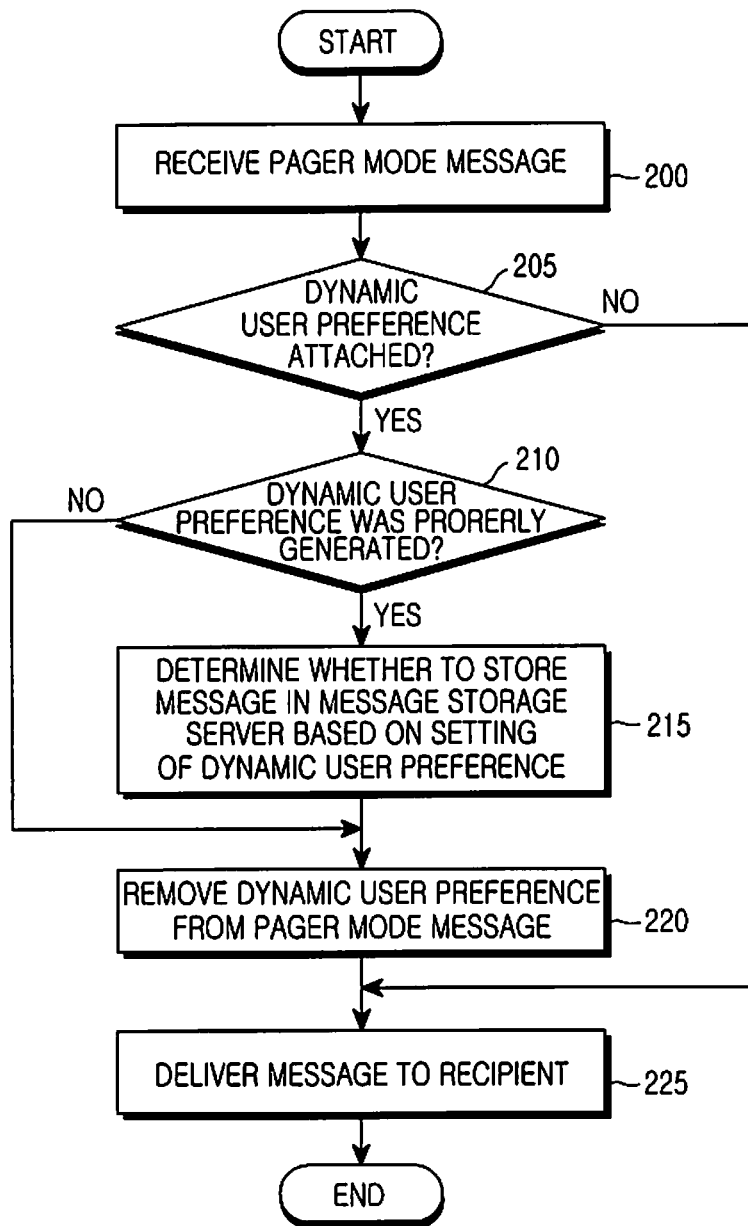 START
RECEIVE PAGER MODE MESSAGE
200
205
DYNAMIC
USER PREFERENCE
ATTACHED?
NO
YES
210
NO
DYNAMIC USER
PREFERENCE WAS PRORERLY
GENERATED?
YES
DETERMINE WHETHER TO STORE
MESSAGE IN MESSAGE STORAGE
SERVER BASED ON SETTING
OF DYNAMIC USER PREFERENCE
215
REMOVE DYNAMIC USER PREFERENCE
FROM PAGER MODE MESSAGE
220
DELIVER MESSAGE TO RECIPIENT
225
END